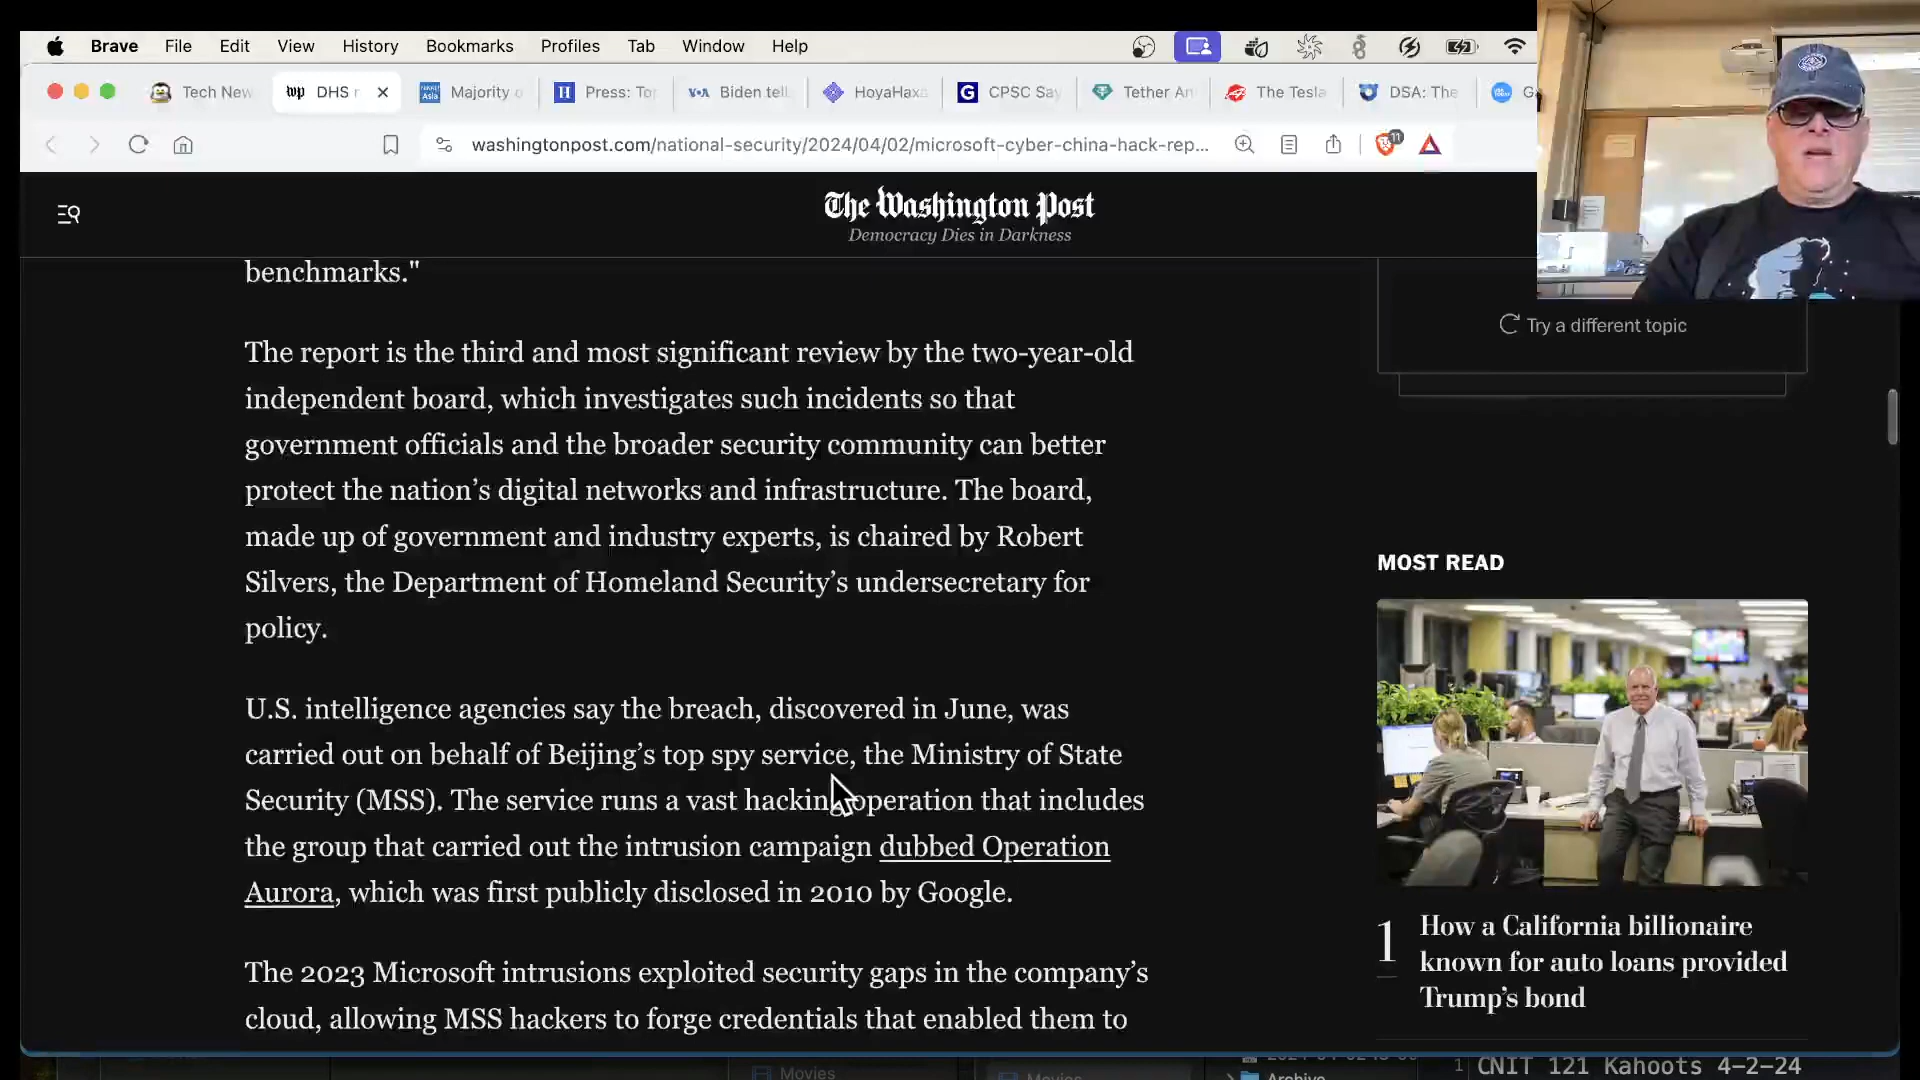 Brave File Edit View History Bookmarks Profiles Tab Window Help
Tech New
wp DHS r
NIKKEI Asia Majority o
H Press: To
VOA Biden tell
HoyaHaxa
G CPSC Say
Tether An
The Tesla
DSA: The
washingtonpost.com/national-security/2024/04/02/microsoft-cyber-china-hack-rep...
11
The Washington Post
Democracy Dies in Darkness
benchmarks."
The report is the third and most significant review by the two-year-old
independent board, which investigates such incidents so that
government officials and the broader security community can better
protect the nation’s digital networks and infrastructure. The board,
made up of government and industry experts, is chaired by Robert
Silvers, the Department of Homeland Security’s undersecretary for
policy.
U.S. intelligence agencies say the breach, discovered in June, was
carried out on behalf of Beijing’s top spy service, the Ministry of State
Security (MSS). The service runs a vast hacking operation that includes
the group that carried out the intrusion campaign dubbed Operation
Aurora, which was first publicly disclosed in 2010 by Google.
The 2023 Microsoft intrusions exploited security gaps in the company’s
cloud, allowing MSS hackers to forge credentials that enabled them to
Try a different topic
MOST READ
1
How a California billionaire
known for auto loans provided
Trump’s bond
Movies
Movies
Archive
1 CNIT 121 Kahoots 4-2-24